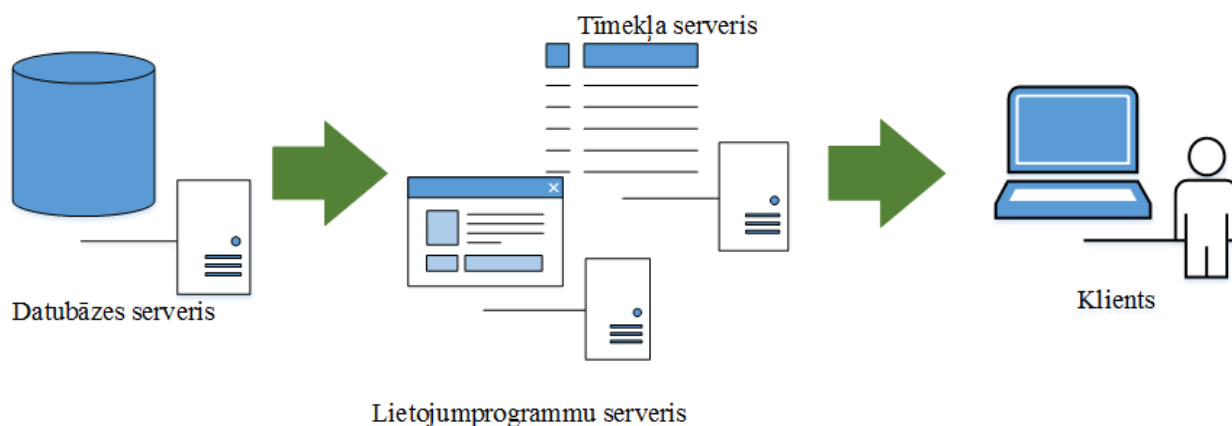 Tīmekļa serveris
Datubāzes serveris
Klients
Lietojumprogrammu serveris